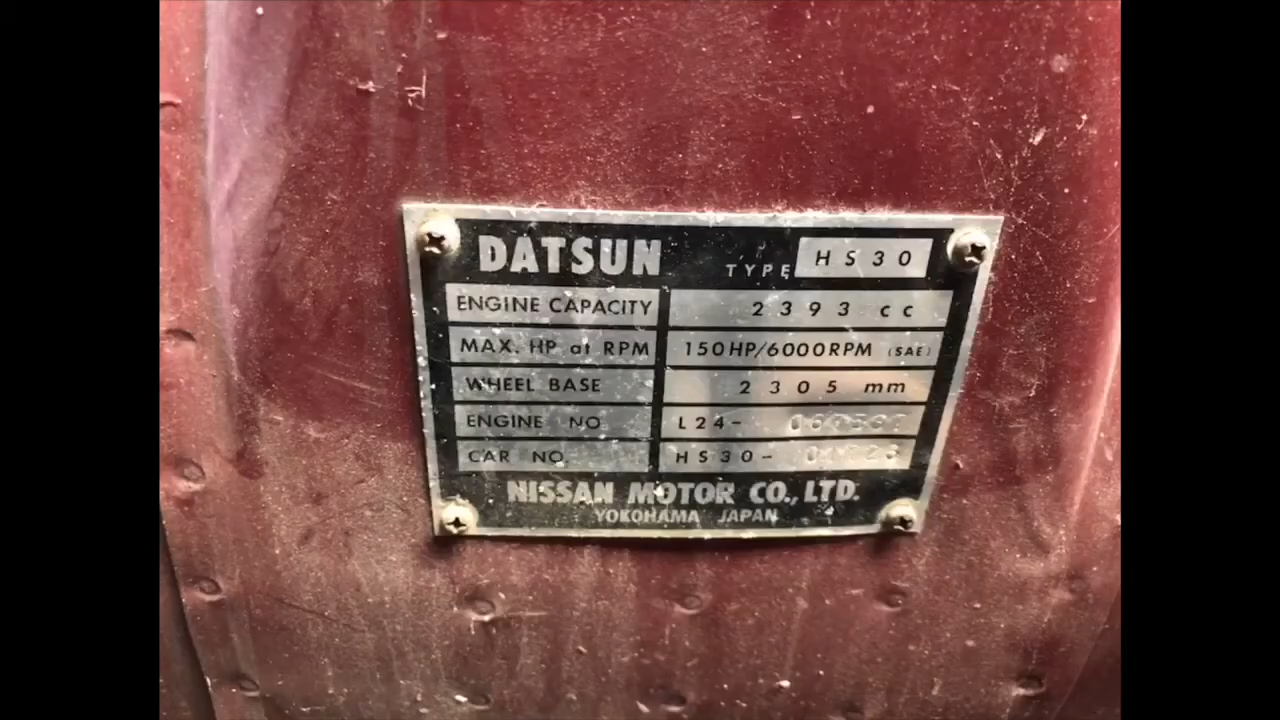 DATSUN TYPE HS30
ENGINE CAPACITY 2393 cc
MAX. HP at RPM 150HP/6000RPM (SAE)
WHEEL BASE 2305 mm
ENGINE NO L24-
CAR NO. HS30-
NISSAN MOTOR CO., LTD.
YOKOHAMA JAPAN